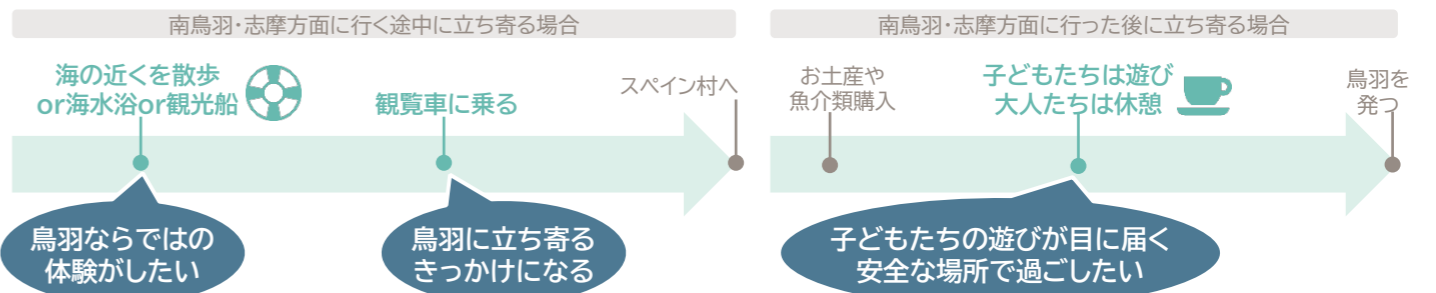 南鳥羽・志摩方面に行く途中に立ち寄る場合
海の近くを散歩
or海水浴or観光船
観覧車に乗る
スペイン村へ
鳥羽ならではの
体験がしたい
鳥羽に立ち寄る
きっかけになる
南鳥羽・志摩方面に行った後に立ち寄る場合
お土産や
魚介類購入
子どもたちは遊び
大人たちは休憩
鳥羽を
発つ
子どもたちの遊びが目に届く
安全な場所で過ごしたい